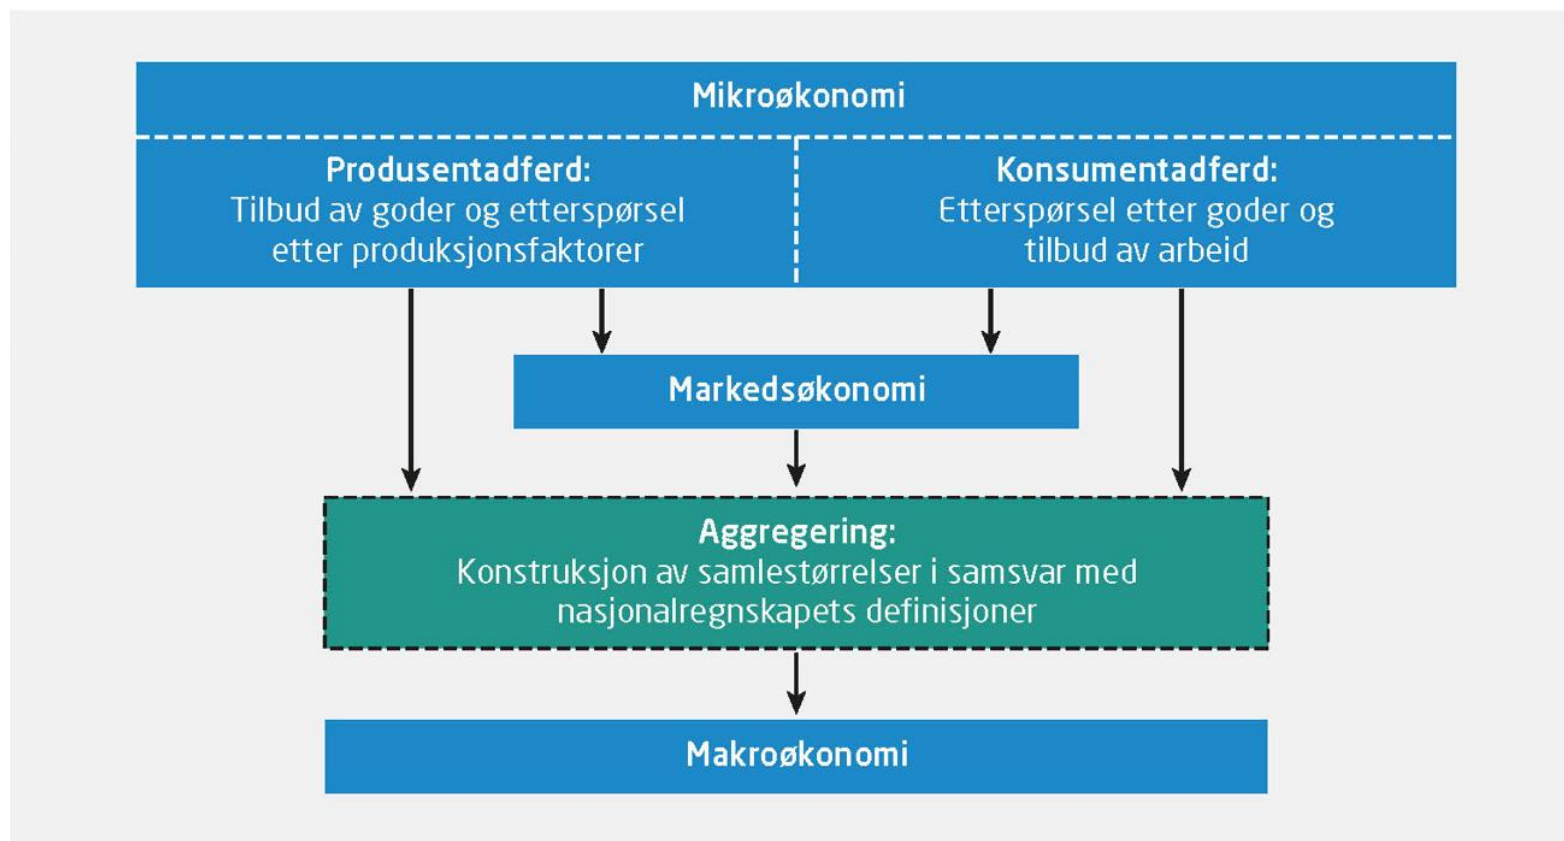 Mikroøkonomi
Produsentadferd:
Tilbud av goder og etterspørsel
etter produksjonsfaktorer
Konsumentadferd:
Etterspørsel etter goder og
tilbud av arbeid
Markedsøkonomi
Aggregering:
Konstruksjon av samlestørrelser i samsvar med
nasjonalregnskapets definisjoner
Makroøkonomi